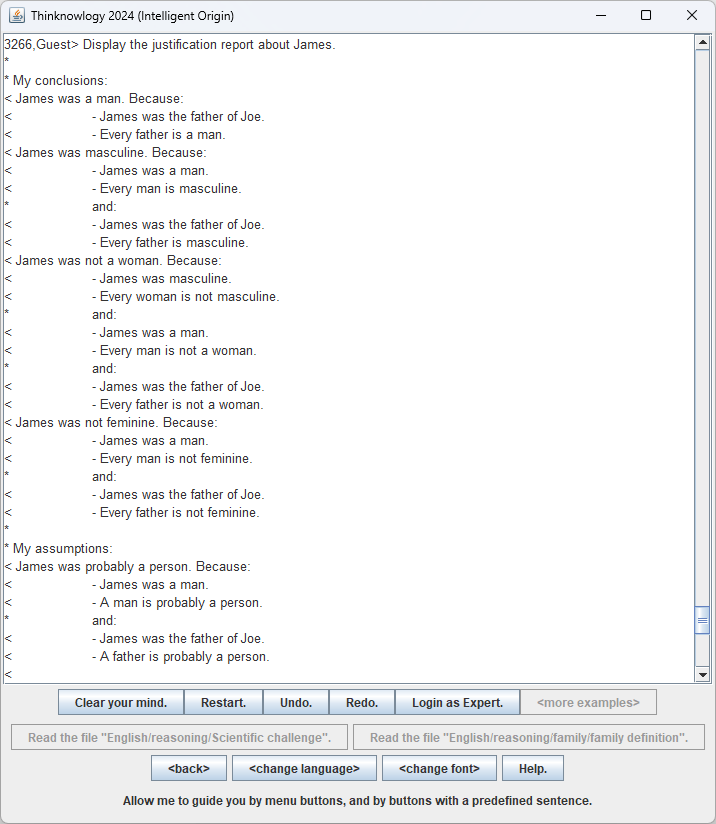 Thinknowlogy 2024 (Intelligent Origin)
3266,Guest> Display the justification report about James.
*
* My conclusions:
< James was a man. Because:
< - James was the father of Joe.
< - Every father is a man.
< James was masculine. Because:
< - James was a man.
< - Every man is masculine.
* and:
< - James was the father of Joe.
< - Every father is masculine.
< James was not a woman. Because:
< - James was masculine.
< - Every woman is not masculine.
* and:
< - James was a man.
< - Every man is not a woman.
* and:
< - James was the father of Joe.
< - Every father is not a woman.
< James was not feminine. Because:
< - James was a man.
< - Every man is not feminine.
* and:
< - James was the father of Joe.
< - Every father is not feminine.
*
* My assumptions:
< James was probably a person. Because:
< - James was a man.
< - A man is probably a person.
* and:
< - James was the father of Joe.
< - A father is probably a person.
<
Clear your mind. Restart. Undo. Redo. Login as Expert. <more examples>
Read the file "English/reasoning/Scientific challenge". Read the file "English/reasoning/family/family definition".
<back> <change language> <change font> Help.
Allow me to guide you by menu buttons, and by buttons with a predefined sentence.